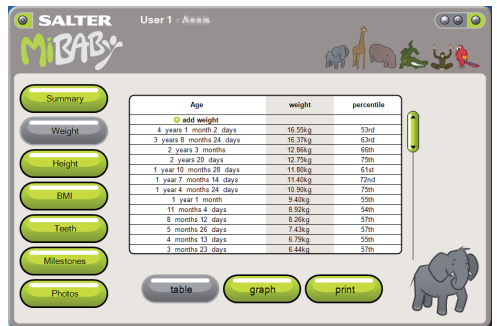 SALTER
User 1 -
MiBABy
Summary
Weight
Height
BMI
Teeth
Milestones
Photos
Age weight percentile
add weight
4 years 1 month 2 days 16.55kg 53rd
3 years 8 months 24 days 16.37kg 63rd
2 years 3 months 12.86kg 66th
2 years 20 days 12.75kg 75th
1 year 10 months 28 days 11.80kg 61st
1 year 7 months 14 days 11.40kg 72nd
1 year 4 months 24 days 10.90kg 75th
1 year 1 month 9.40kg 55th
11 months 4 days 8.92kg 54th
8 months 12 days 8.26kg 57th
5 months 26 days 7.43kg 57th
4 months 13 days 6.79kg 55th
3 months 23 days 6.44kg 57th
table graph print